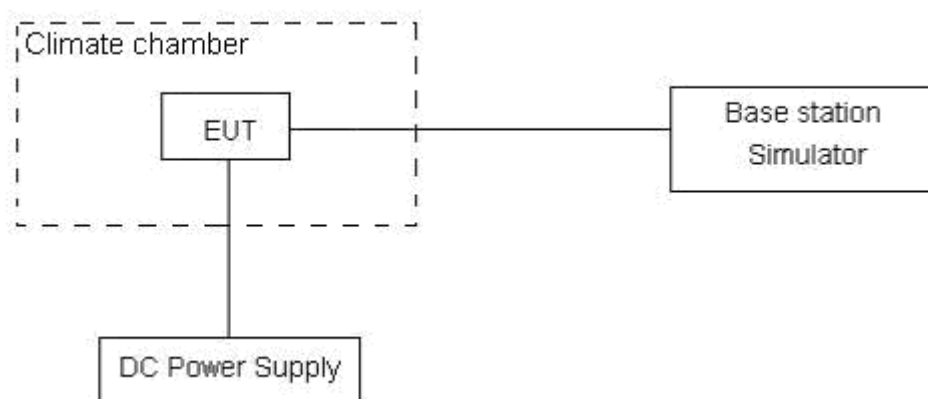 Climate chamber
EUT
Base station
Simulator
DC Power Supply